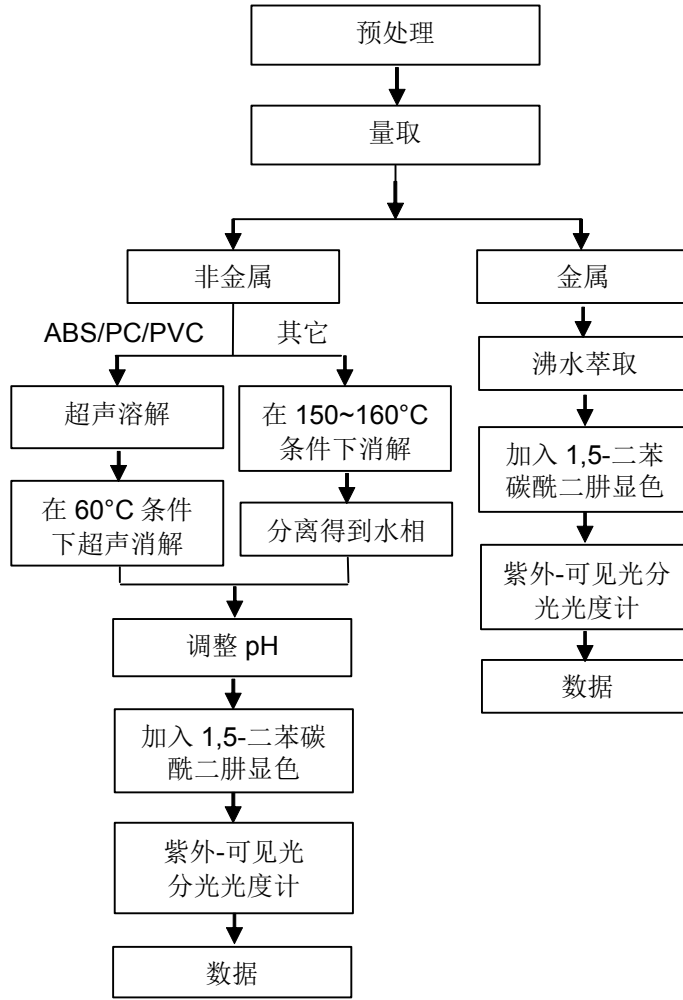 预处理
量取
非金属
金属
ABS/PC/PVC
其它
沸水萃取
超声溶解
在 150~160°C
条件下消解
加入 1,5-二苯
碳酰二肼显色
在 60°C 条件
下超声消解
分离得到水相
紫外-可见光分
光光度计
调整 pH
数据
加入 1,5-二苯碳
酰二肼显色
紫外-可见光
分光光度计
数据